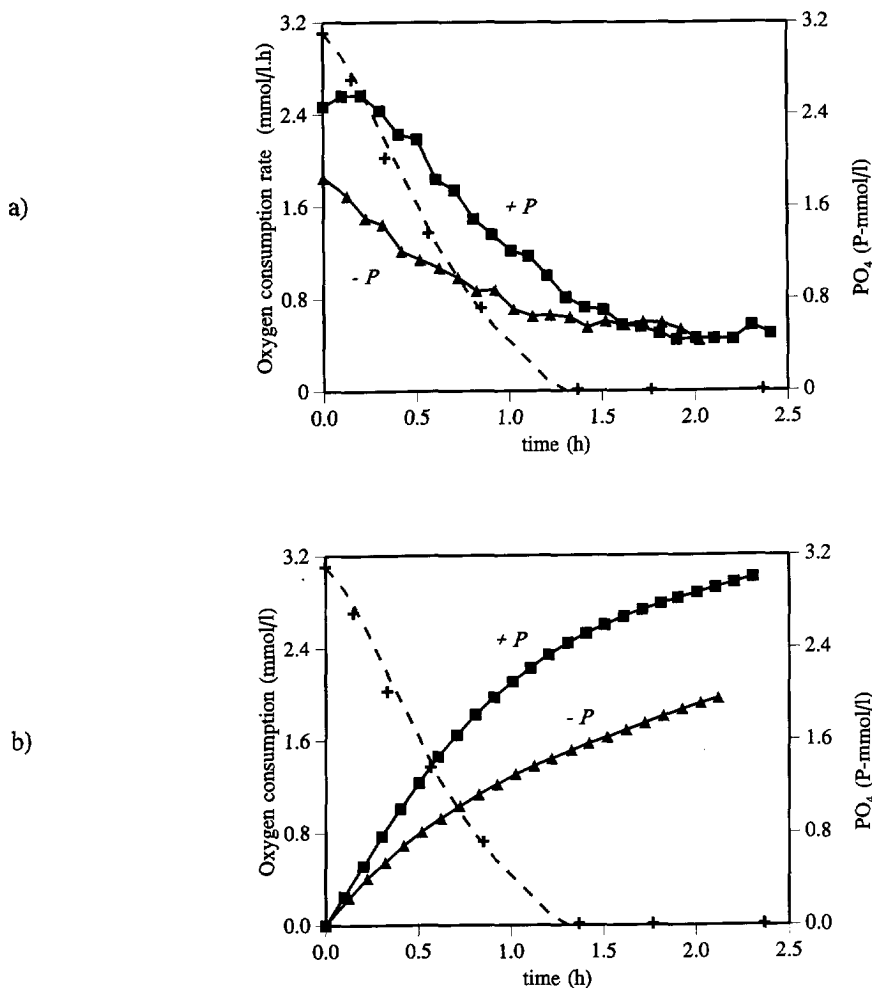 a)
3.2
2.4
1.6
0.8
0
Oxygen consumption rate (mmol/l.h)
+ P
- P
3.2
2.4
1.6
0.8
0
PO4 (P-mmol/l)
0.0 0.5 1.0 1.5 2.0 2.5
time (h)
b)
3.2
2.4
1.6
0.8
0.0
Oxygen consumption (mmol/l)
+ P
- P
3.2
2.4
1.6
0.8
0.0
PO4 (P-mmol/l)
0.0 0.5 1.0 1.5 2.0 2.5
time (h)